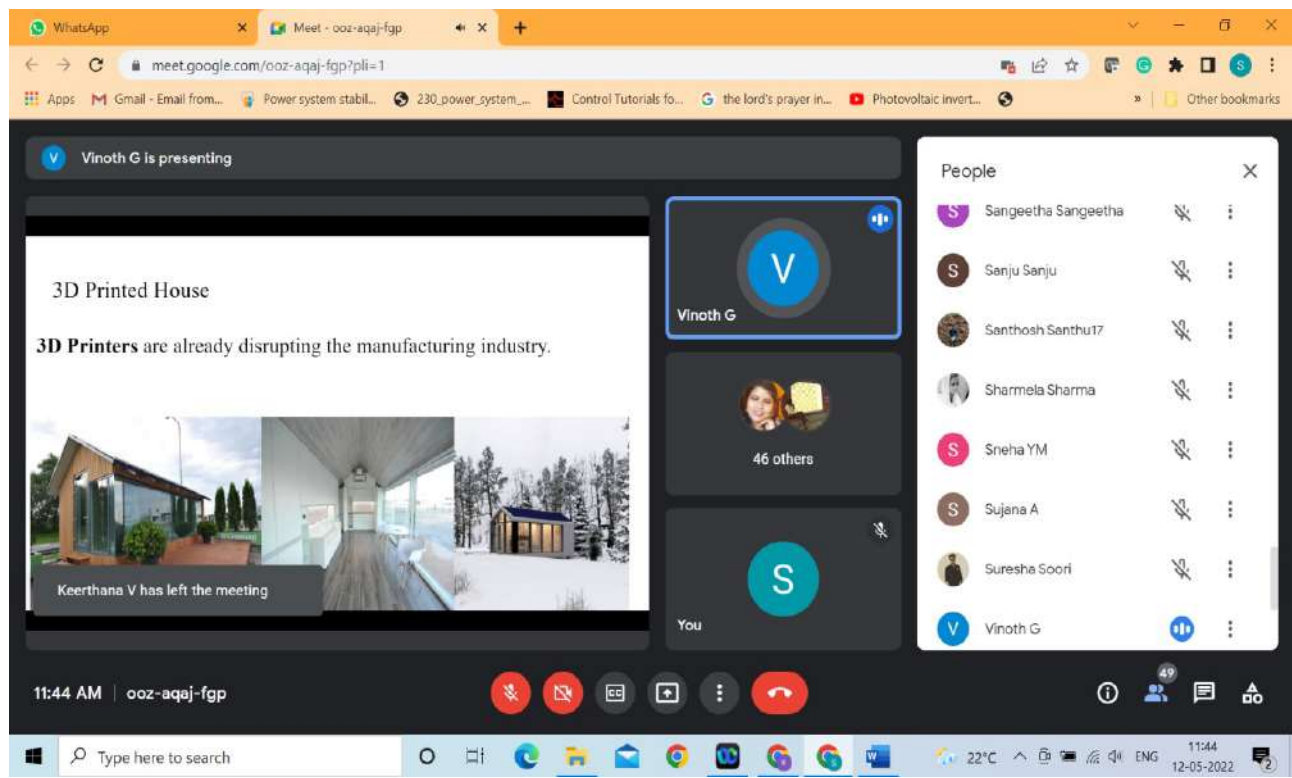 WhatsApp
Meet - ooz-aqaj-fgp
meet.google.com/ooz-aqaj-fgp?pli=1
S
Apps
Gmail - Email from...
Power system stabil...
230_power_system_...
Control Tutorials fo...
the lord's prayer in...
Photovoltaic invert...
»
Other bookmarks
V
Vinoth G is presenting
3D Printed House
3D Printers are already disrupting the manufacturing industry.
Keerthana V has left the meeting
V
Vinoth G
46 others
S
You
People
S
Sangeetha Sangeetha
S
Sanju Sanju
Santhosh Santhu17
Sharmela Sharma
S
Sneha YM
S
Sujana A
Suresha Soori
V
Vinoth G
11:44 AM | ooz-aqaj-fgp
CC
49
Type here to search
22°C
ENG
11:44
12-05-2022
2